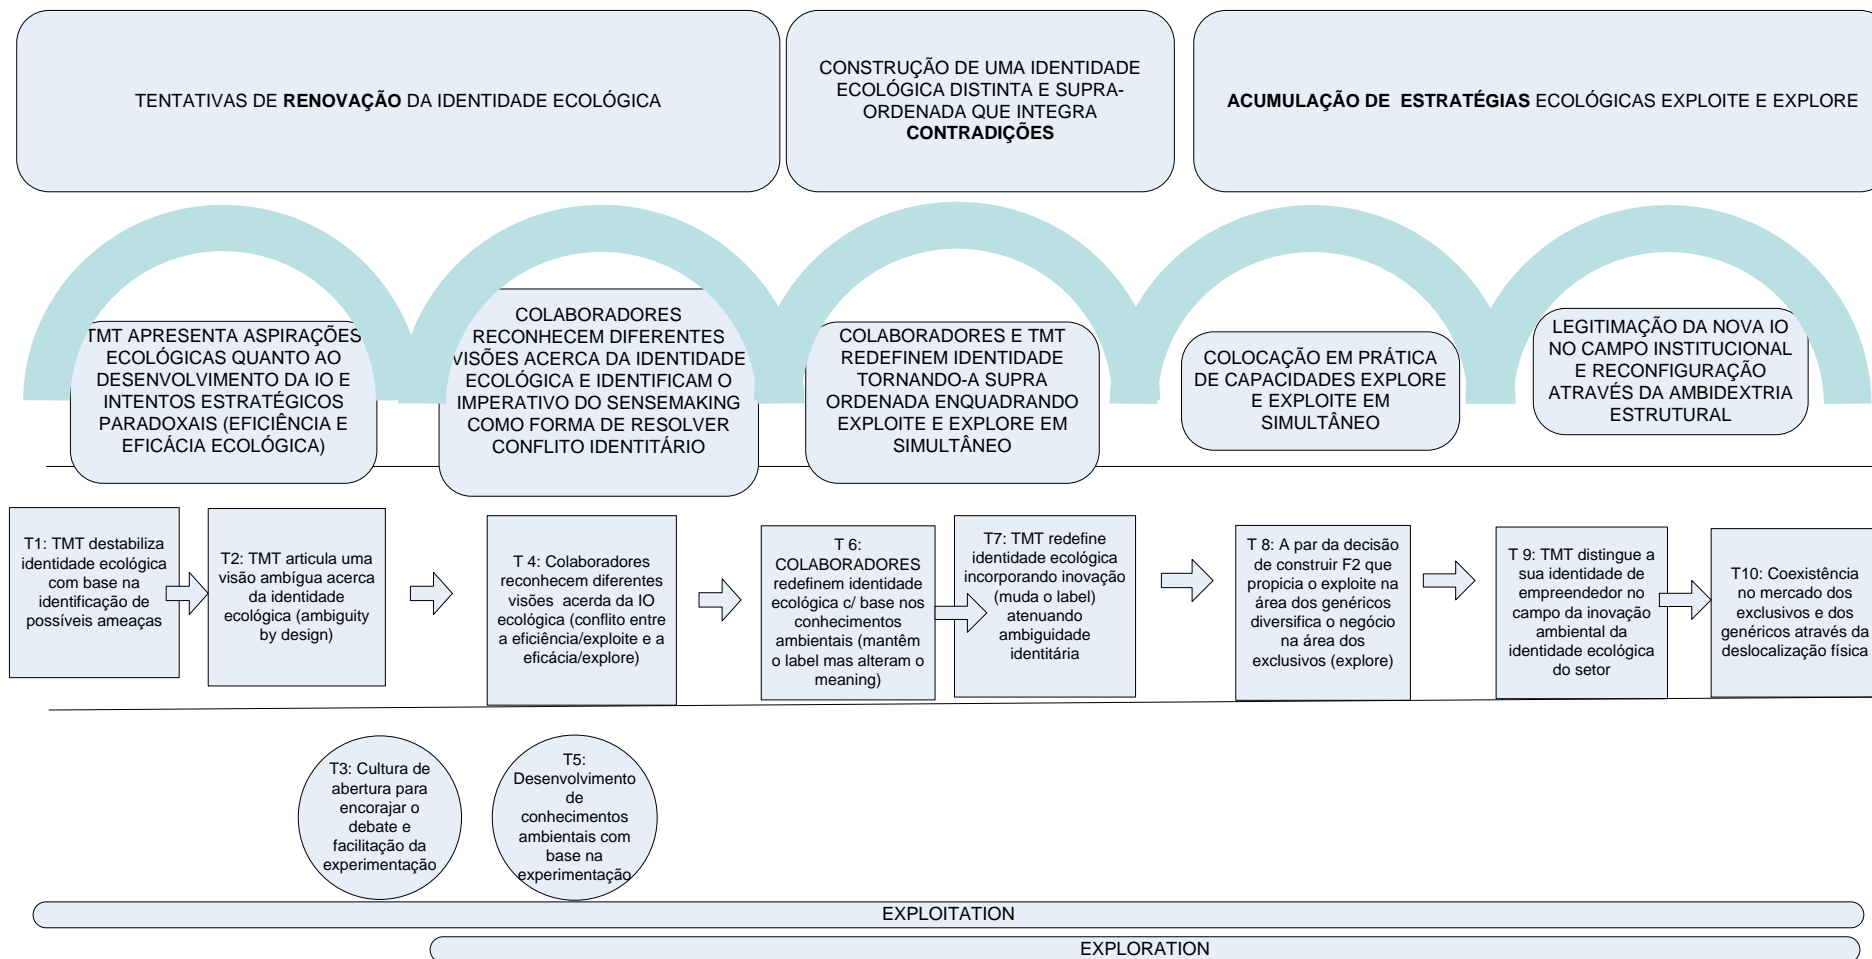 TENTATIVAS DE RENOVAÇÃO DA IDENTIDADE ECOLÓGICA
CONSTRUÇÃO DE UMA IDENTIDADE
ECOLÓGICA DISTINTA E SUPRA-
ORDENADA QUE INTEGRA
CONTRADIÇÕES
ACUMULAÇÃO DE ESTRATÉGIAS ECOLÓGICAS EXPLOITE E EXPLORE
TMT APRESENTA ASPIRAÇÕES
ECOLÓGICAS QUANTO AO
DESENVOLVIMENTO DA IO E
INTENTOS ESTRATÉGICOS
PARADOXAIS (EFICIÊNCIA E
EFICÁCIA ECOLÓGICA)
COLABORADORES
RECONHECEM DIFERENTES
VISÕES ACERCA DA IDENTIDADE
ECOLÓGICA E IDENTIFICAM O
IMPERATIVO DO SENSEMAKING
COMO FORMA DE RESOLVER
CONFLITO IDENTITÁRIO
COLABORADORES E TMT
REDEFINEM IDENTIDADE
TORNANDO-A SUPRA
ORDENADA ENQUADRANDO
EXPLOITE E EXPLORE EM
SIMULTÂNEO
COLOCAÇÃO EM PRÁTICA
DE CAPACIDADES EXPLORE
E EXPLOITE EM
SIMULTÂNEO
LEGITIMAÇÃO DA NOVA IO
NO CAMPO INSTITUCIONAL
E RECONFIGURAÇÃO
ATRAVÉS DA AMBIDEXTRIA
ESTRUTURAL
T1: TMT destabiliza
identidade ecológica
com base na
identificação de
possíveis ameaças
T2: TMT articula uma
visão ambígua acerca
da identidade
ecológica (ambiguity
by design)
T 4: Colaboradores
reconhecem diferentes
visões acerda da IO
ecológica (conflito entre
a eficiência/exploite e a
eficácia/explore)
T 6:
COLABORADORES
redefinem identidade
ecológica c/ base nos
conhecimentos
ambientais (mantêm
o label mas alteram o
meaning)
T7: TMT redefine
identidade ecológica
incorporando inovação
(muda o label)
atenuando
ambiguidade
identitária
T 8: A par da decisão
de construir F2 que
propicia o exploite na
área dos genéricos
diversifica o negócio
na área dos
exclusivos (explore)
T 9: TMT distingue a
sua identidade de
empreendedor no
campo da inovação
ambiental da
identidade ecológica
do setor
T10: Coexistência
no mercado dos
exclusivos e dos
genéricos através da
deslocalização física
T3: Cultura de
abertura para
encorajar o
debate e
facilitação da
experimentação
T5:
Desenvolvimento
de
conhecimentos
ambientais com
base na
experimentação
EXPLOITATION
EXPLORATION